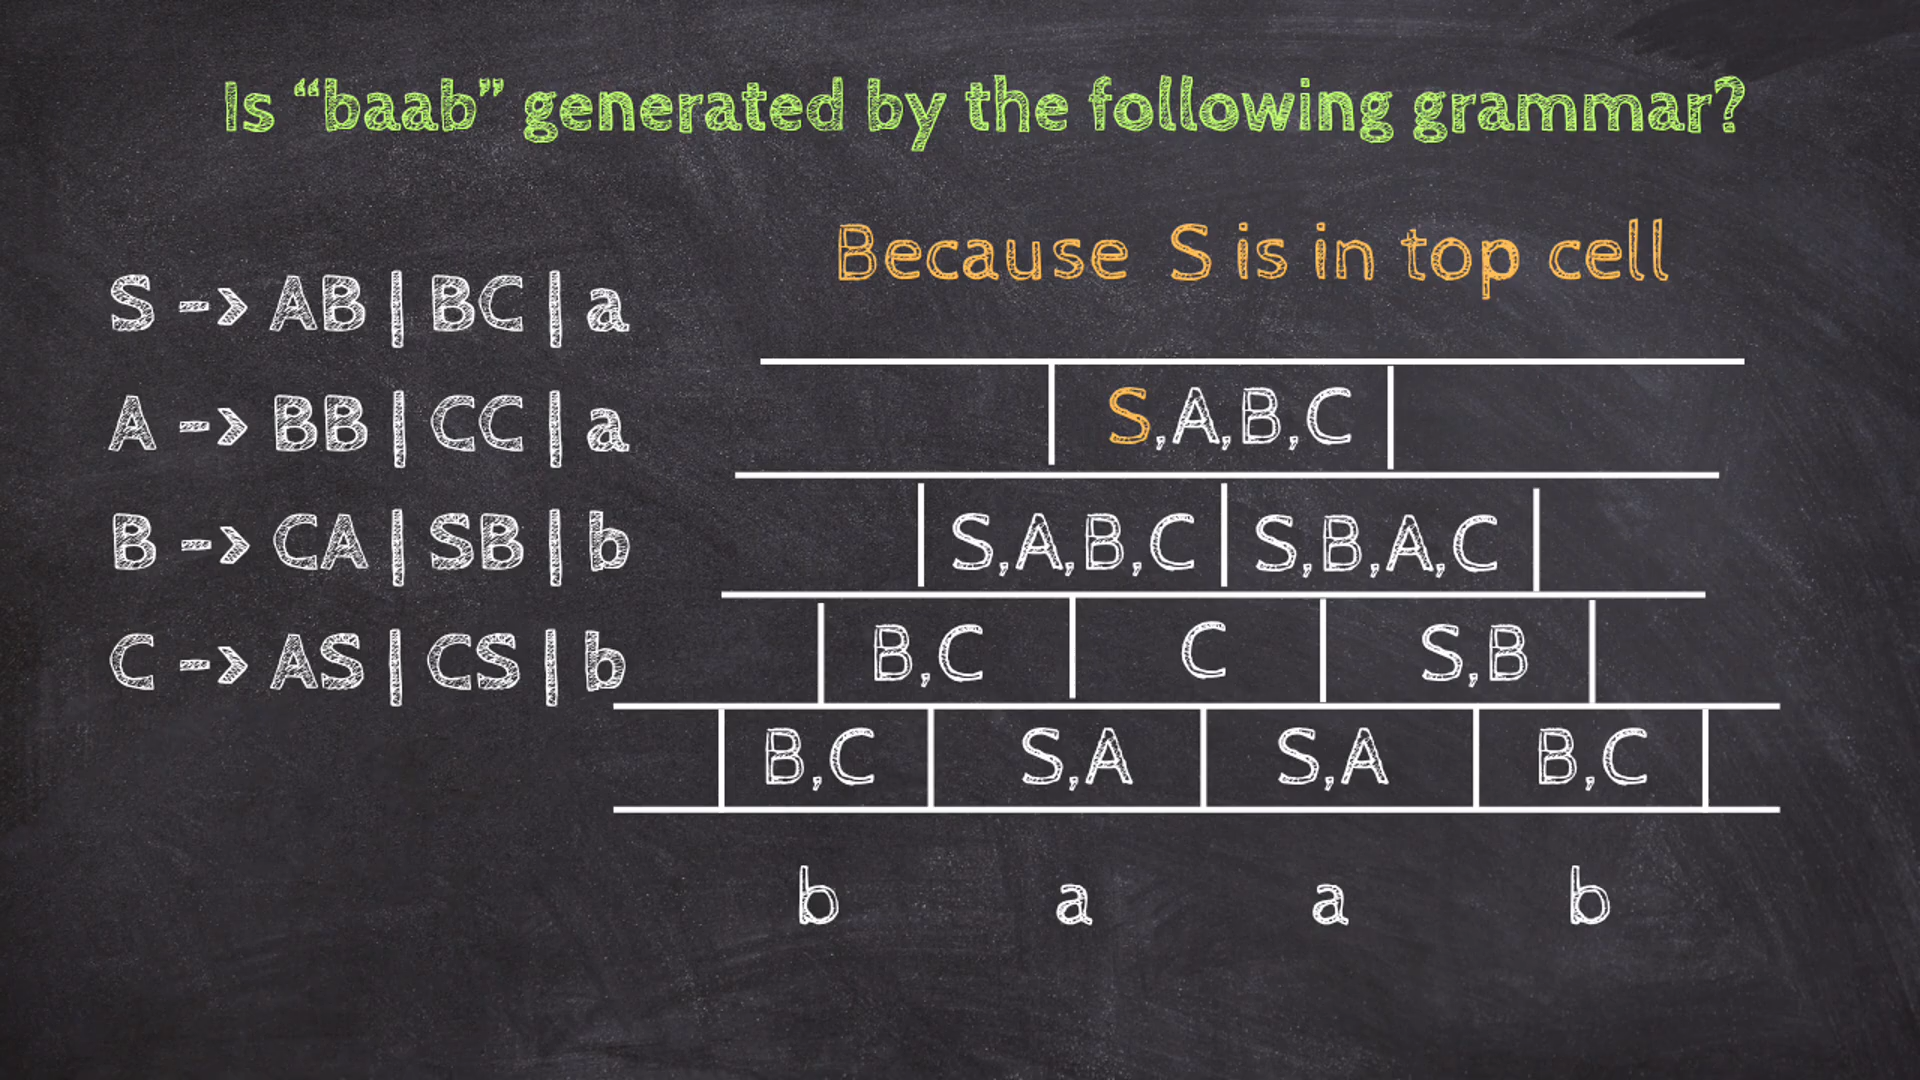 Is “baab” generated by the following grammar?
Because S is in top cell
S -> AB | BC | a
A -> BB | CC | a
B -> CA | SB | b
C -> AS | CS | b
S,A,B,C
S,A,B,C S,B,A,C
B,C C S,B
B,C S,A S,A B,C
b a a b